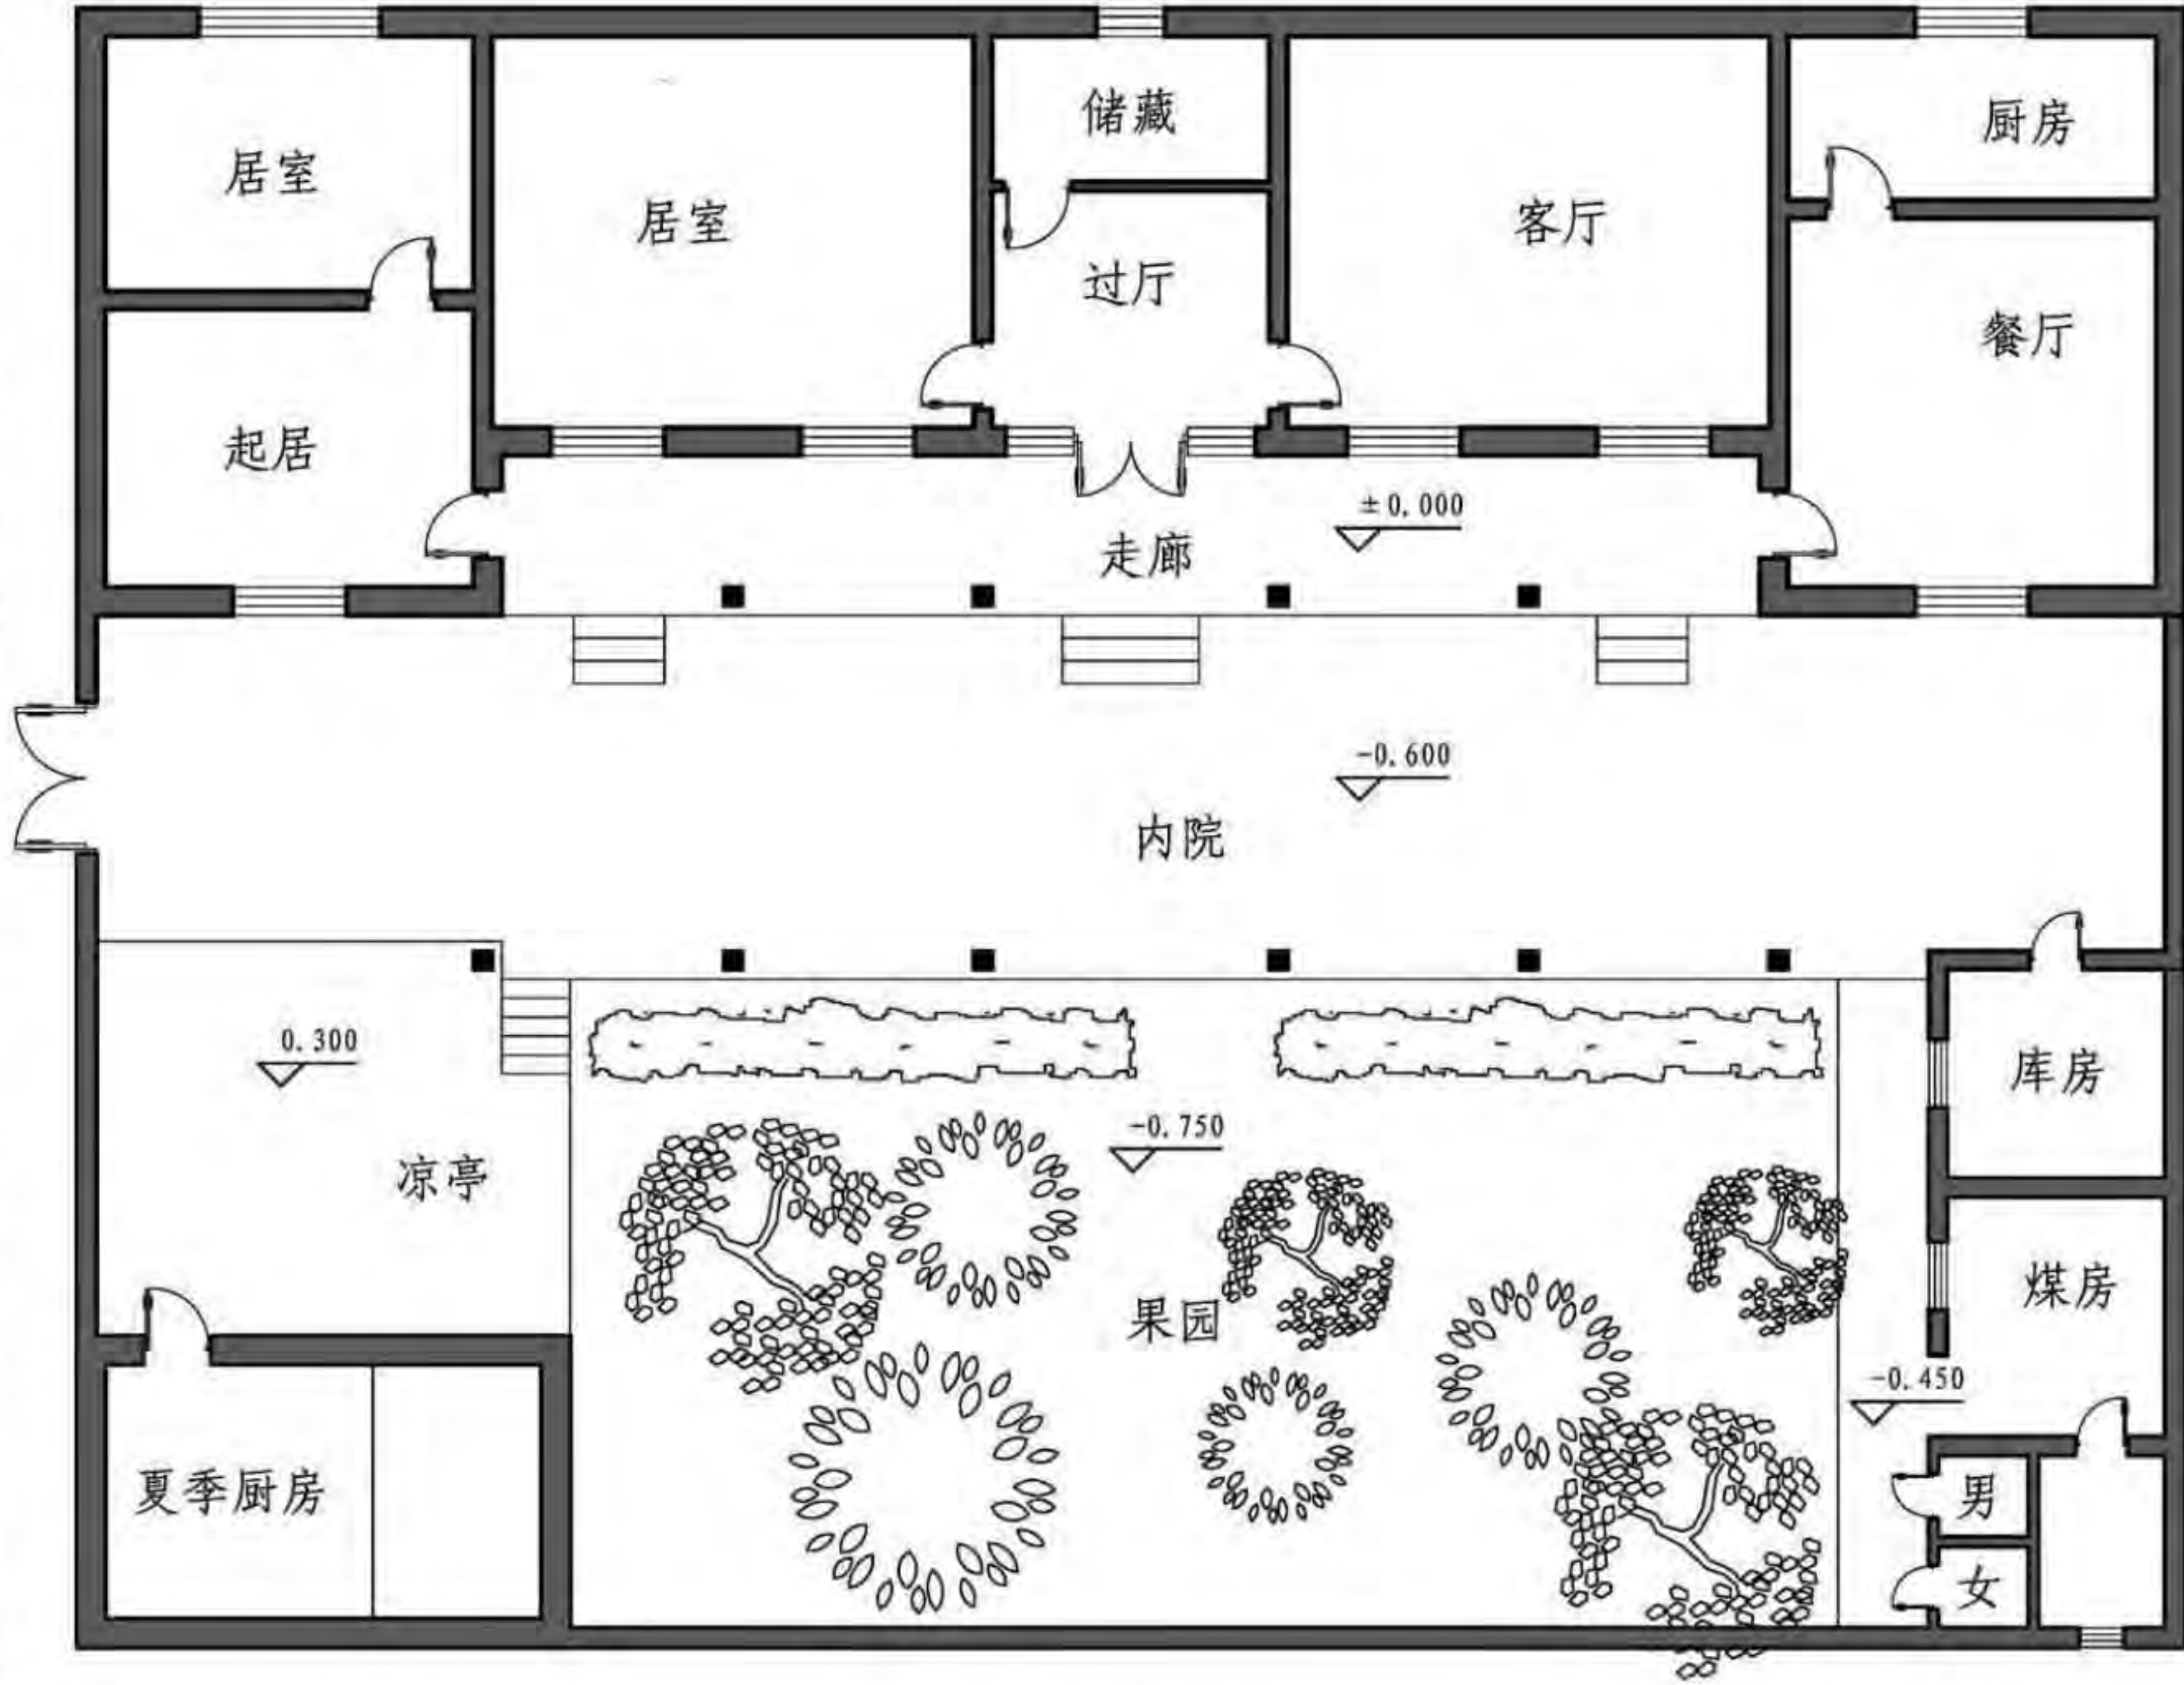 储藏
厨房
居室
居室
客厅
过厅
餐厅
起居
±0.000
走廊
-0.600
内院
0.300
库房
-0.750
凉亭
煤房
果园
-0.450
夏季厨房
男
女